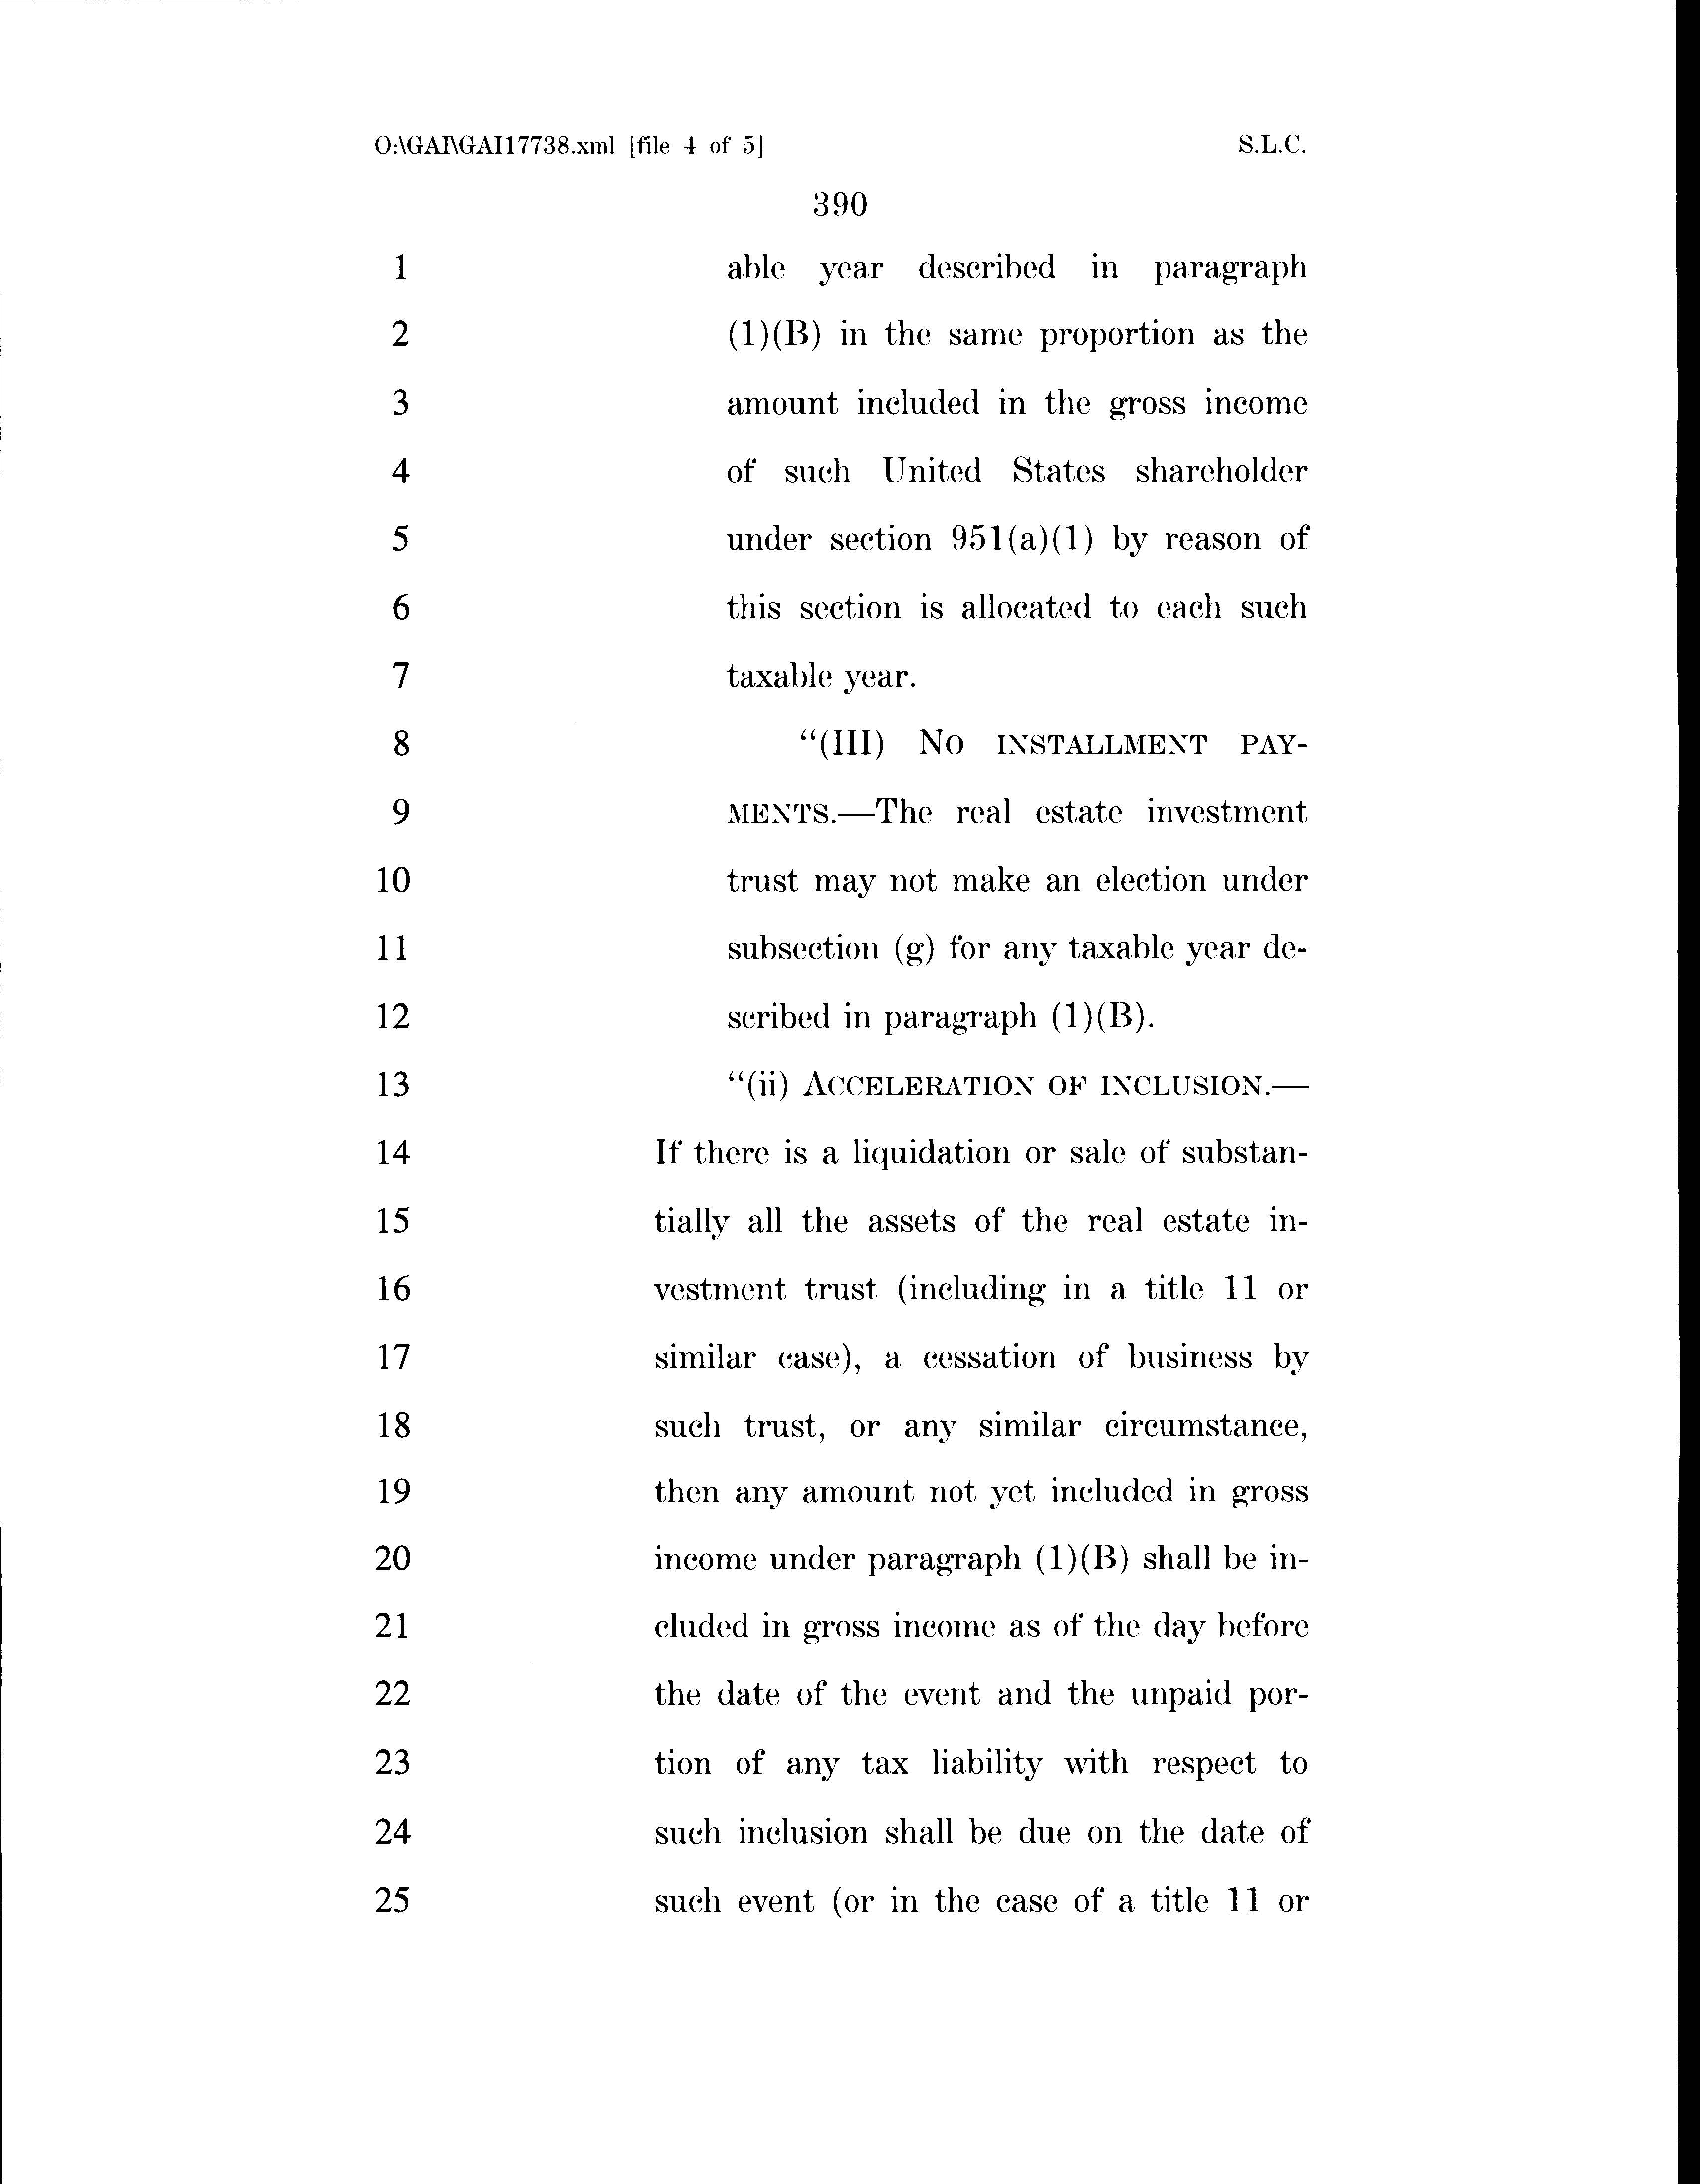 O:\GAI\GAI17738.xml [file 4 of 5] S.L.C.
390
1 able year described in paragraph
2 (1)(B) in the same proportion as the
3 amount included in the gross income
4 of such United States shareholder
5 under section 951(a)(1) by reason of
6 this section is allocated to each such
7 taxable year.
8 “(III) NO INSTALLMENT PAY-
9 MENTS.—The real estate investment
10 trust may not make an election under
11 subsection (g) for any taxable year de-
12 scribed in paragraph (1)(B).
13 “(ii) ACCELERATION OF INCLUSION.—
14 If there is a liquidation or sale of substan-
15 tially all the assets of the real estate in-
16 vestment trust (including in a title 11 or
17 similar case), a cessation of business by
18 such trust, or any similar circumstance,
19 then any amount not yet included in gross
20 income under paragraph (1)(B) shall be in-
21 cluded in gross income as of the day before
22 the date of the event and the unpaid por-
23 tion of any tax liability with respect to
24 such inclusion shall be due on the date of
25 such event (or in the case of a title 11 or